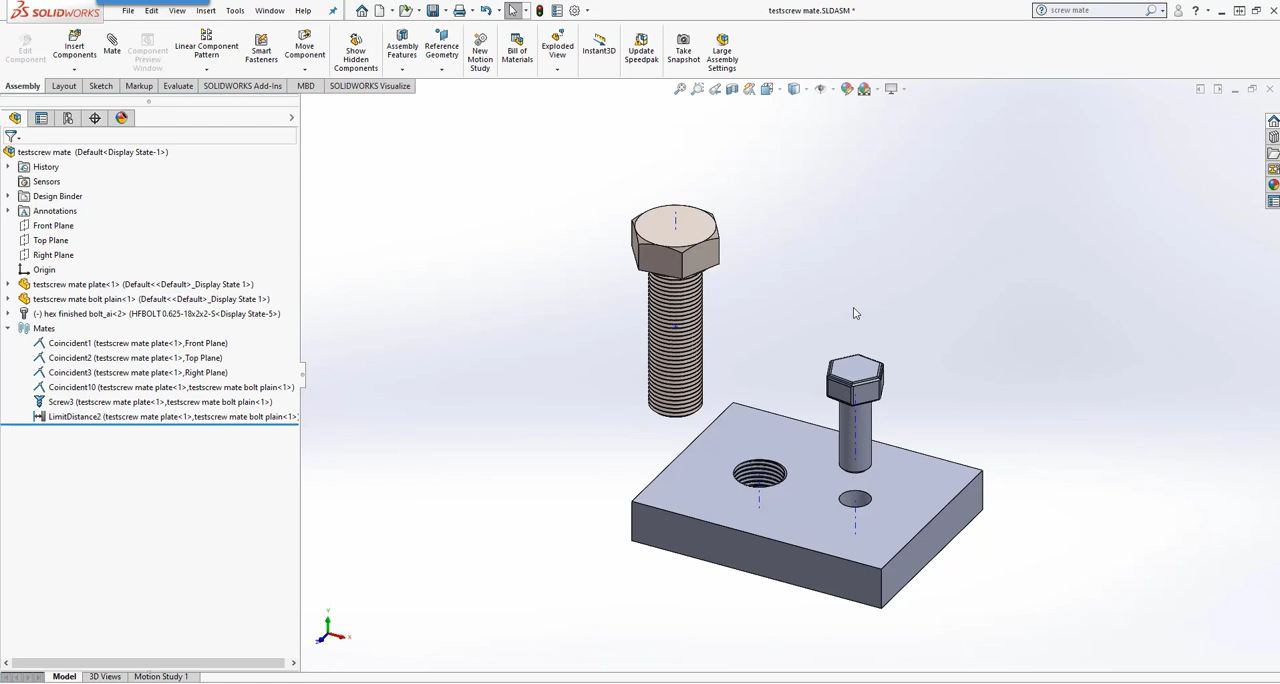 SOLIDWORKS
File Edit View Insert Tools Window Help
testscrew mate.SLDASM *
screw mate
Edit Component
Insert Components
Mate
Component Preview Window
Linear Component Pattern
Smart Fasteners
Move Component
Show Hidden Components
Assembly Features
Reference Geometry
New Motion Study
Bill of Materials
Exploded View
Instant3D
Update Speedpak
Take Snapshot
Large Assembly Settings
Assembly Layout Sketch Markup Evaluate SOLIDWORKS Add-Ins MBD SOLIDWORKS Visualize
testscrew mate (Default<Display State-1>)
History
Sensors
Design Binder
Annotations
Front Plane
Top Plane
Right Plane
Origin
testscrew mate plate<1> (Default<<Default>_Display State 1>)
testscrew mate bolt plain<1> (Default<<Default>_Display State 1>)
(-) hex finished bolt_ai<2> (HFBOLT 0.625-18x2x2-S<Display State-5>)
Mates
Coincident1 (testscrew mate plate<1>,Front Plane)
Coincident2 (testscrew mate plate<1>,Top Plane)
Coincident3 (testscrew mate plate<1>,Right Plane)
Coincident10 (testscrew mate plate<1>,testscrew mate bolt plain<1>)
Screw3 (testscrew mate plate<1>,testscrew mate bolt plain<1>)
LimitDistance2 (testscrew mate plate<1>,testscrew mate bolt plain<1>)
Y
X
Model 3D Views Motion Study 1